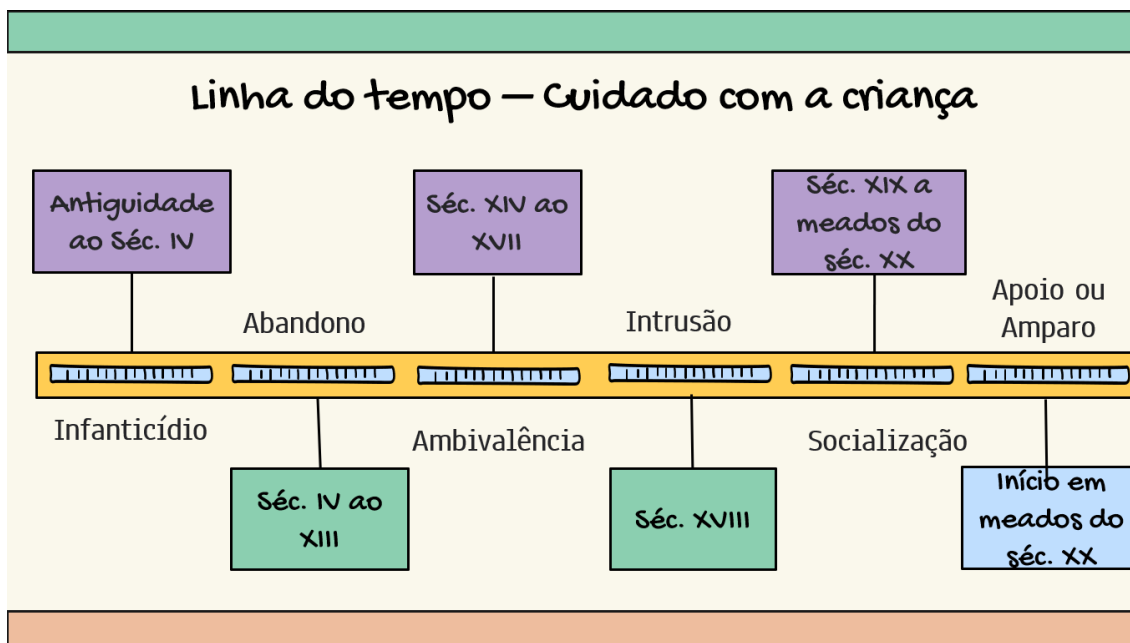 Linha do tempo — Cuidado com a criança
Antiguidade
ao Séc. IV
Séc. XIV ao
XVII
Séc. XIX a
meados do
séc. XX
Abandono
Intrusão
Apoio ou
Amparo
Infanticídio
Ambivalência
Socialização
Séc. IV ao
XIII
Séc. XVIII
Início em
meados do
séc. XX